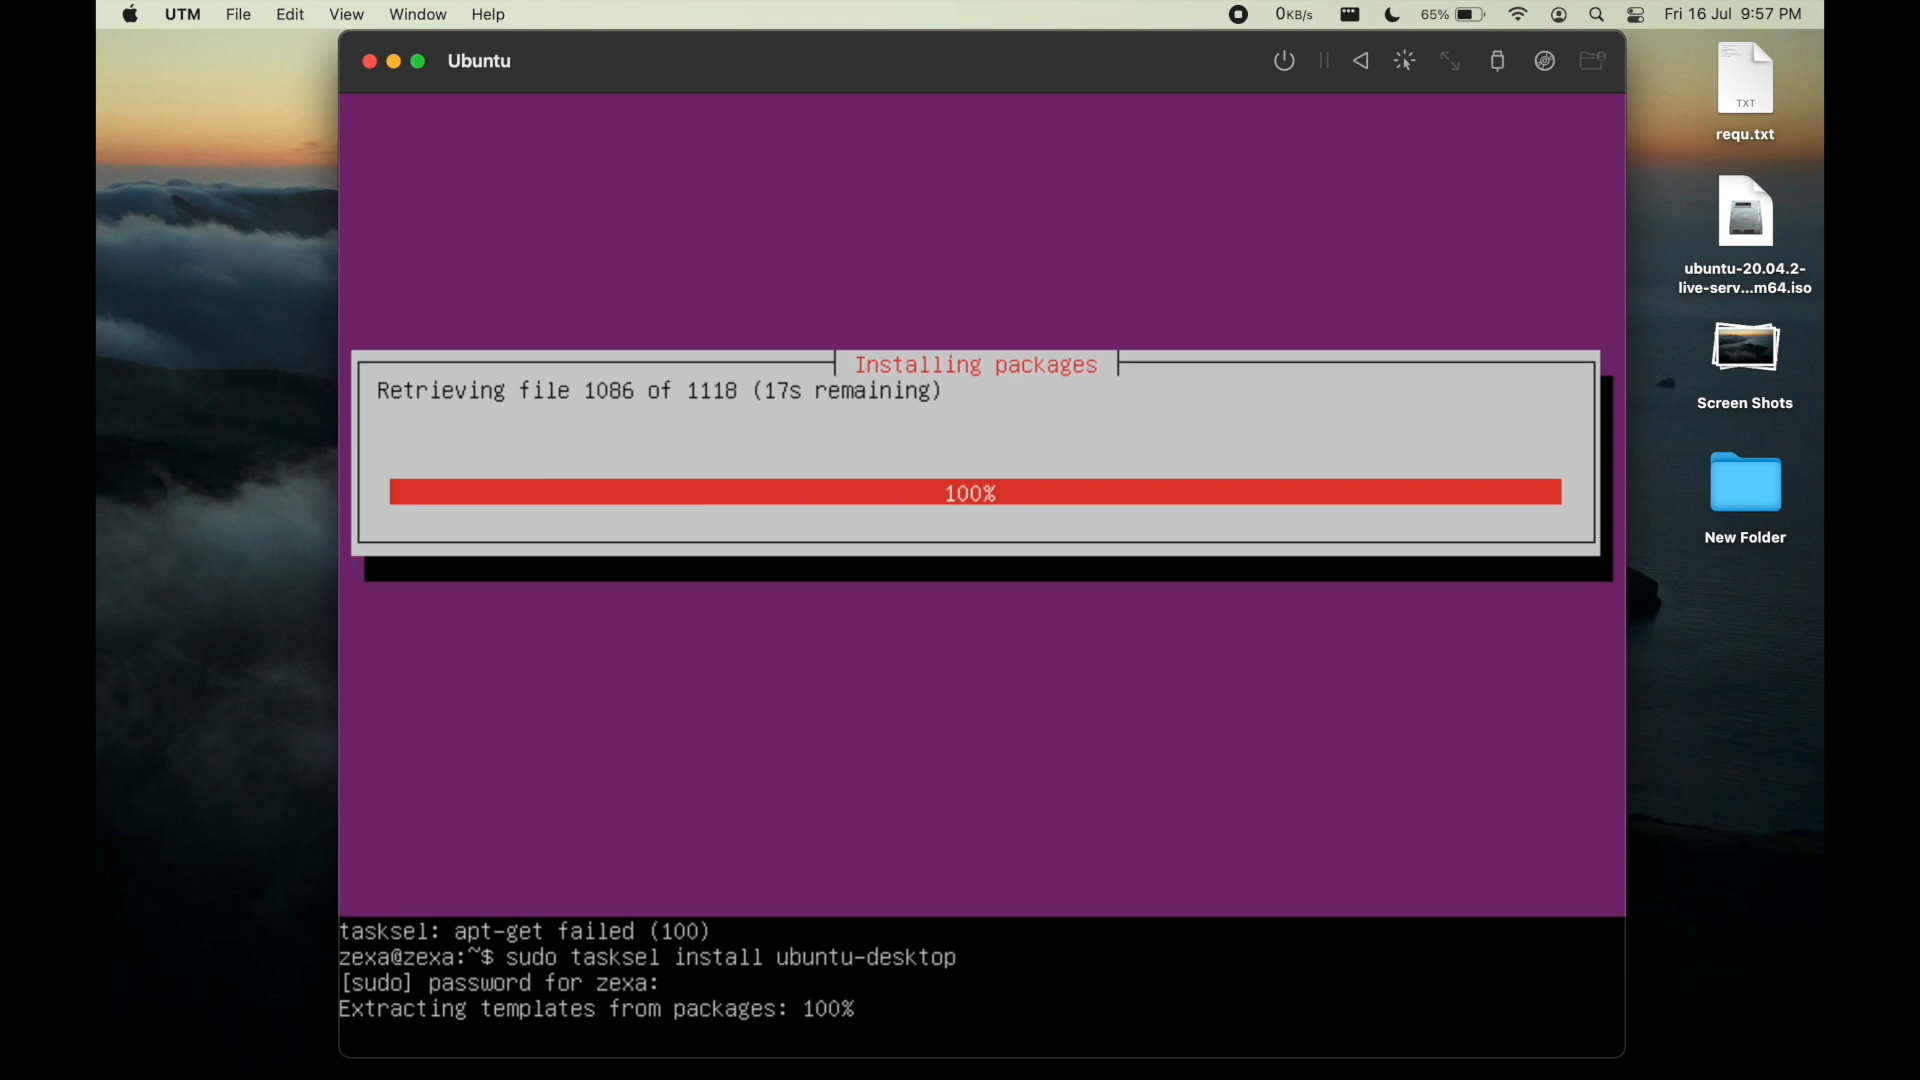 UTM File Edit View Window Help 0KB/s 65% Fri 16 Jul 9:57 PM
Ubuntu
TXT
requ.txt
ubuntu-20.04.2-
live-serv...m64.iso
Screen Shots
New Folder
Installing packages
Retrieving file 1086 of 1118 (17s remaining)
100%
tasksel: apt-get failed (100)
zexa@zexa:~$ sudo tasksel install ubuntu-desktop
[sudo] password for zexa:
Extracting templates from packages: 100%